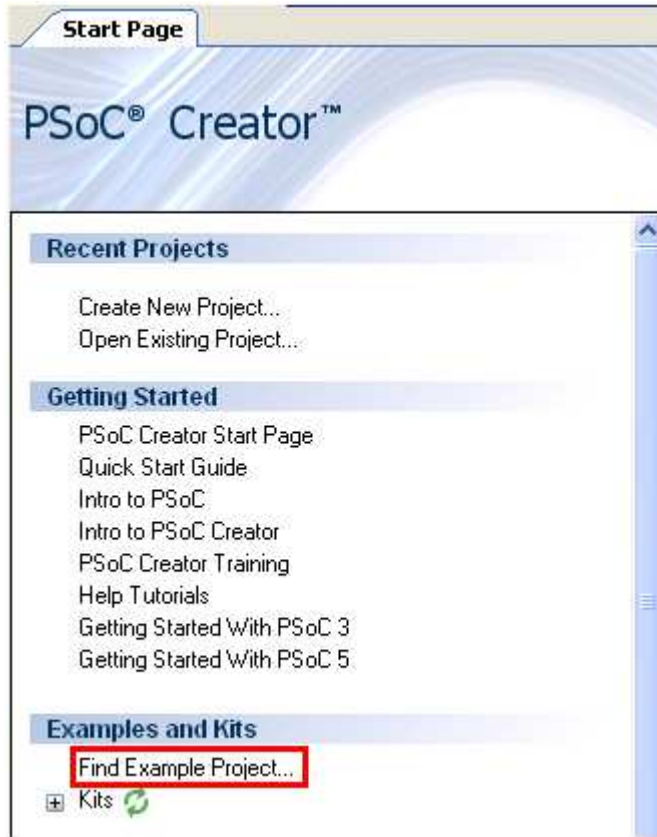 Start Page
PSoC® Creator™
Recent Projects
Create New Project...
Open Existing Project...
Getting Started
PSoC Creator Start Page
Quick Start Guide
Intro to PSoC
Intro to PSoC Creator
PSoC Creator Training
Help Tutorials
Getting Started With PSoC 3
Getting Started With PSoC 5
Examples and Kits
Find Example Project...
Kits